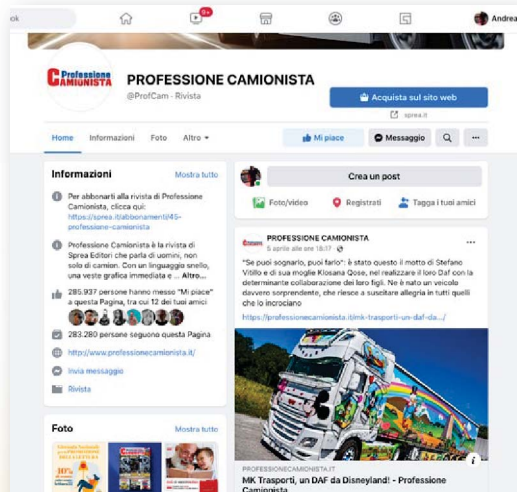 ok
9+
Andrea
Professione
CAMIONISTA
PROFESSIONE CAMIONISTA
@ProfCam · Rivista
Acquista sul sito web
sprea.it
Home Informazioni Foto Altro
Mi piace Messaggio
Informazioni Mostra tutto
Per abbonarti alla rivista di Professione
Camionista, clicca qui:
https://sprea.it/abbonamenti/45-
professione-camionista
Professione Camionista è la rivista di
Sprea Editori che parla di uomini, non
solo di camion. Con un linguaggio snello,
una veste grafica immediata e ... Altro...
285.937 persone hanno messo "Mi piace"
a questa Pagina, tra cui 12 dei tuoi amici
283.280 persone seguono questa Pagina
http://www.professionecamionista.it/
Invia messaggio
Rivista
Foto Mostra tutto
10%
Crea un post
Foto/video Registrati Tagga i tuoi amici
PROFESSIONE CAMIONISTA
5 aprile alle ore 18:17 ·
"Se puoi sognarlo, puoi farlo": è stato questo il motto di Stefano
Vitillo e di sua moglie Klosana Qose, nel realizzare il loro Daf con la
determinante collaborazione dei loro figli. Ne è nato un veicolo
davvero sorprendente, che riesce a suscitare allegria in tutti quelli
che lo incrociano
https://professionecamionista.it/mk-trasporti-un-daf-da.../
PROFESSIONECAMIONISTA.IT
MK Trasporti, un DAF da Disneyland! - Professione
Camionista